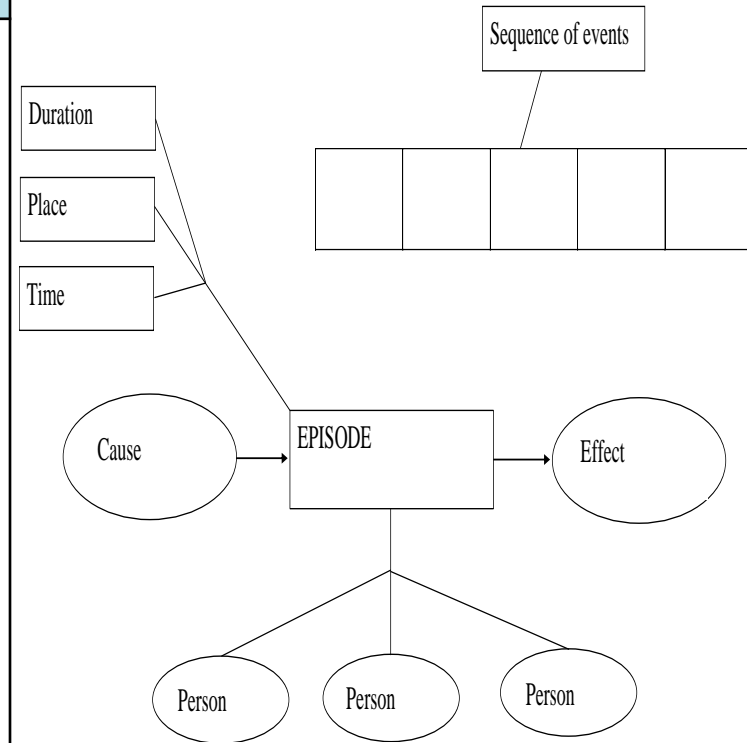 Sequence of events
Duration
Place
Time
Cause
EPISODE
Effect
Person
Person
Person